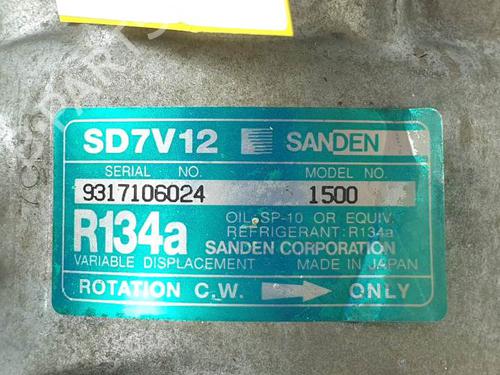 SD7V12 SANDEN
SERIAL NO. MODEL NO.
9317106024 1500
R134a
OIL SP-10 OR EQUIV.
REFRIGERANT: R134a
SANDEN CORPORATION
VARIABLE DISPLACEMENT MADE IN JAPAN
ROTATION C.W. ONLY